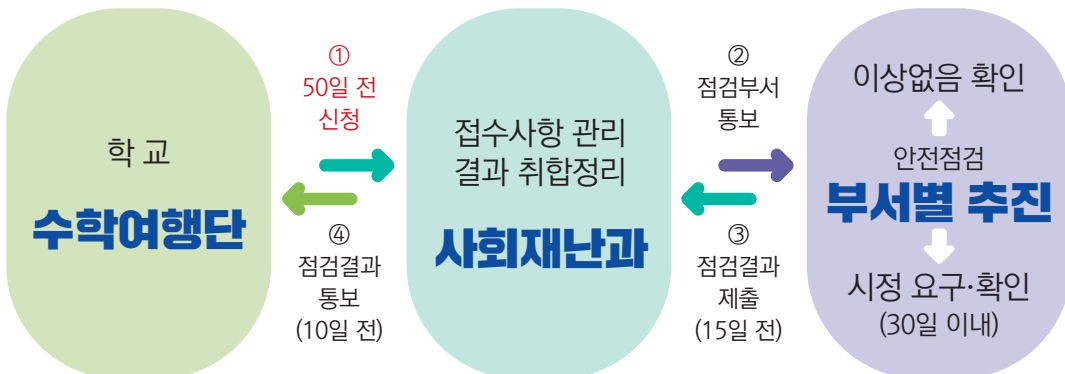 학 교
수학여행단
①
50일 전
신청
④
점검결과
통보
(10일 전)
접수사항 관리
결과 취합정리
사회재난과
②
점검부서
통보
③
점검결과
제출
(15일 전)
이상없음 확인
안전점검
부서별 추진
시정 요구·확인
(30일 이내)